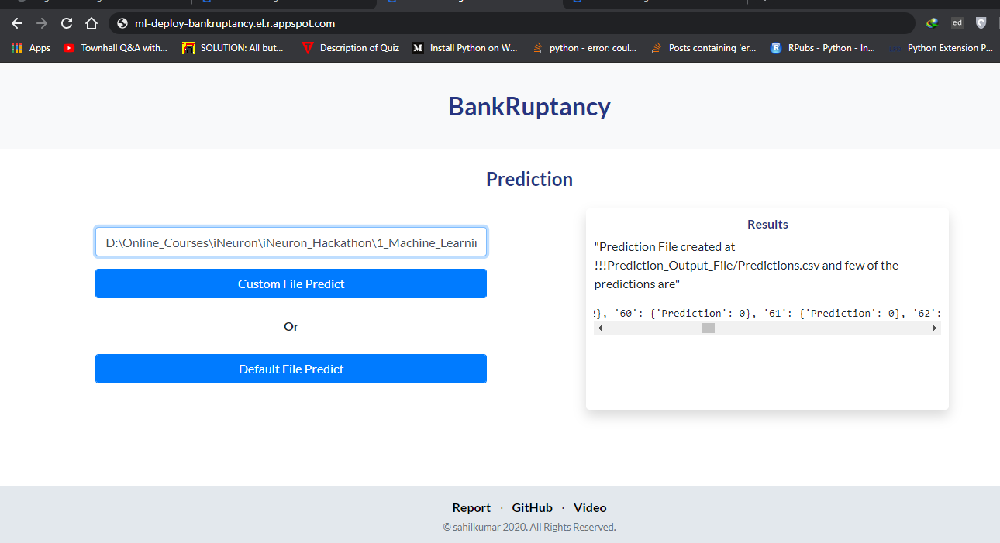 ml-deploy-bankruptancy.el.r.appspot.com
ed
Apps
Townhall Q&A with...
SOLUTION: All but...
Description of Quiz
M
Install Python on W...
python - error: coul...
Posts containing 'er...
R
RPubs - Python - In...
Python Extension P...
BankRuptancy
Prediction
D:\Online_Courses\iNeuron\iNeuron_Hackathon\1_Machine_Learnin
Custom File Predict
Or
Default File Predict
Results
"Prediction File created at
!!!Prediction_Output_File/Predictions.csv and few of the
predictions are"
}, '60': {'Prediction': 0}, '61': {'Prediction': 0}, '62':
Report · GitHub · Video
© sahilkumar 2020. All Rights Reserved.